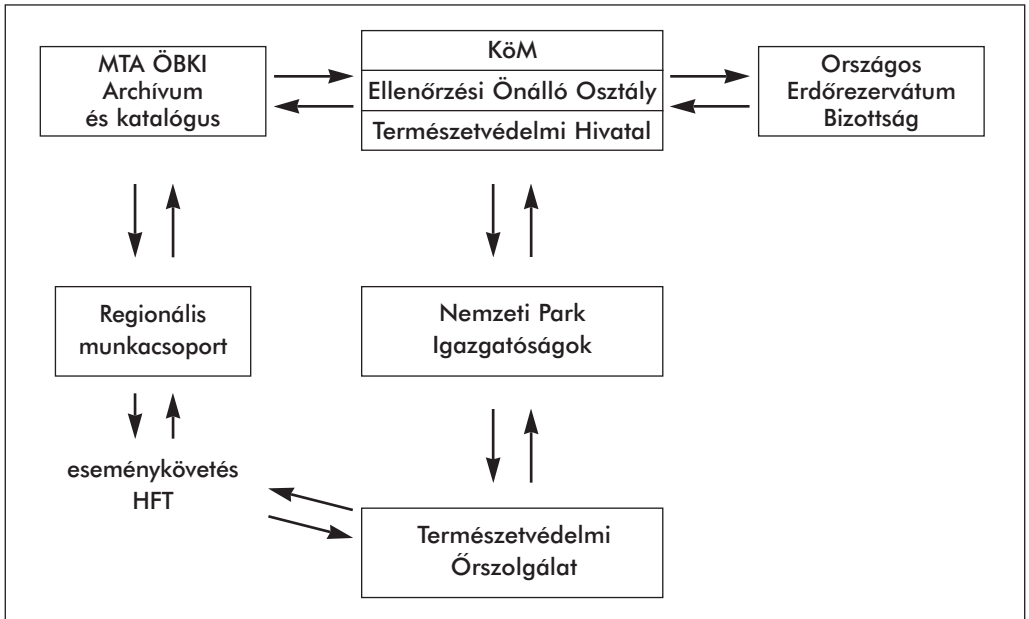 MTA ÖBKI
Archívum
és katalógus
KöM
Ellenőrzési Önálló Osztály
Természetvédelmi Hivatal
Országos
Erdőrezervátum
Bizottság
Regionális
munkacsoport
Nemzeti Park
Igazgatóságok
eseménykövetés
HFT
Természetvédelmi
Őrszolgálat